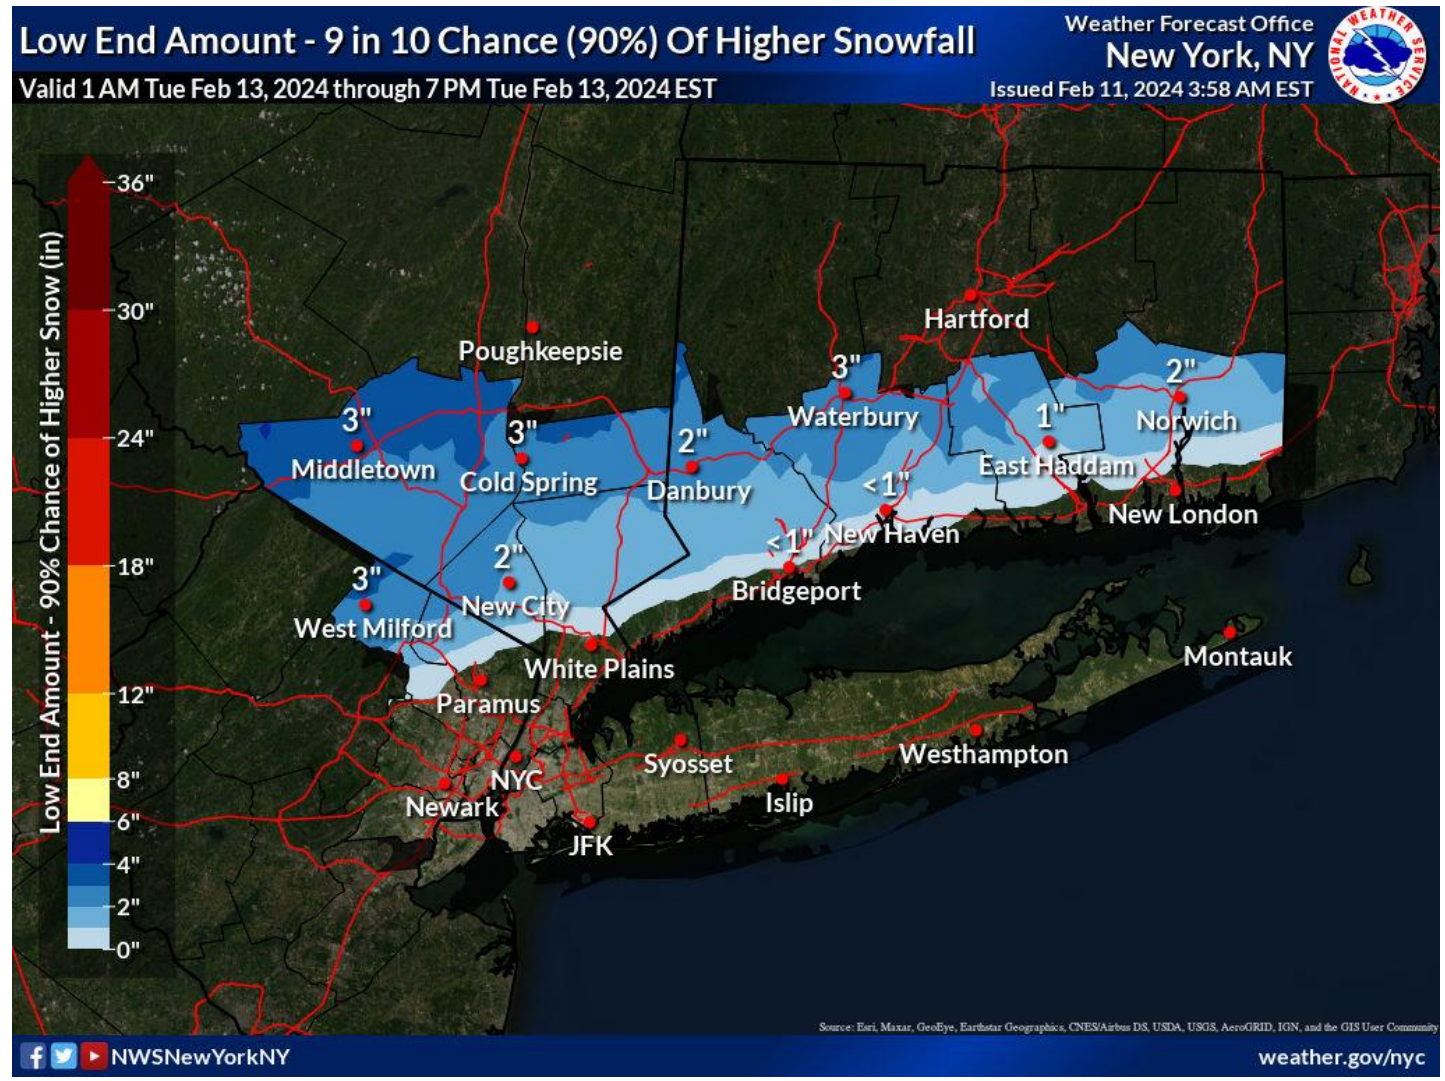 Low End Amount - 9 in 10 Chance (90%) Of Higher Snowfall
Valid 1 AM Tue Feb 13, 2024 through 7 PM Tue Feb 13, 2024 EST
Weather Forecast Office
New York, NY
Issued Feb 11, 2024 3:58 AM EST
NATIONAL WEATHER SERVICE
Low End Amount - 90% Chance of Higher Snow (in)
36"
30"
24"
18"
12"
8"
6"
4"
2"
0"
Hartford
Poughkeepsie
3"
Waterbury
2"
Norwich
3"
Middletown
3"
Cold Spring
2"
Danbury
1"
East Haddam
<1"
New Haven
New London
<1"
Bridgeport
2"
New City
3"
West Milford
White Plains
Montauk
Paramus
Syosset
Westhampton
NYC
Newark
Islip
JFK
Source: Esri, Maxar, GeoEye, Earthstar Geographics, CNES/Airbus DS, USDA, USGS, AeroGRID, IGN, and the GIS User Community
NWSNewYorkNY
weather.gov/nyc